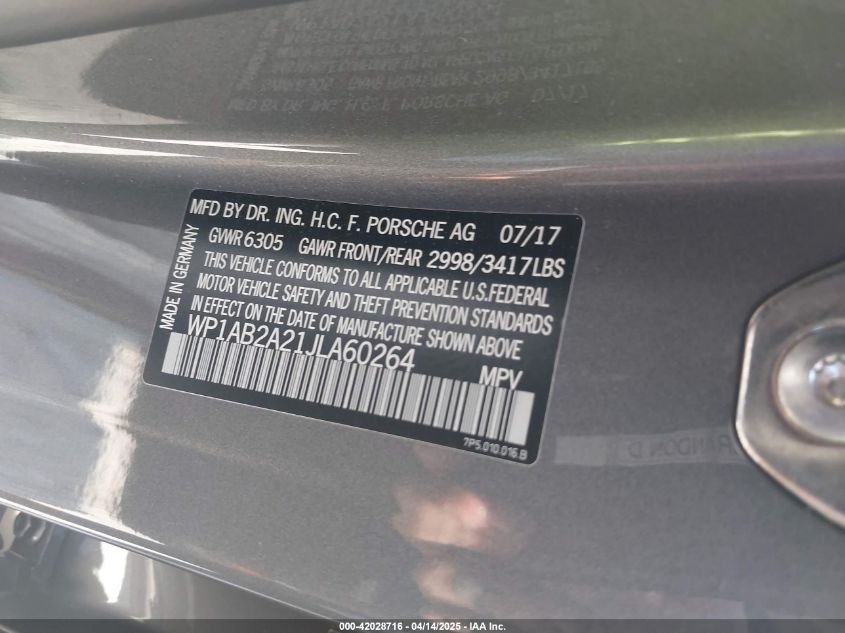 MFD BY DR. ING. H.C. F. PORSCHE AG 07/17
GVWR 6305 GAWR FRONT/REAR 2998/3417LBS
THIS VEHICLE CONFORMS TO ALL APPLICABLE U.S.FEDERAL
MOTOR VEHICLE SAFETY AND THEFT PREVENTION STANDARDS
IN EFFECT ON THE DATE OF MANUFACTURE SHOWN ABOVE
MADE IN GERMANY
WP1AB2A21JLA60264
MPV
7P5.010.016.B
000-42028716 - 04/14/2025 - IAA Inc.